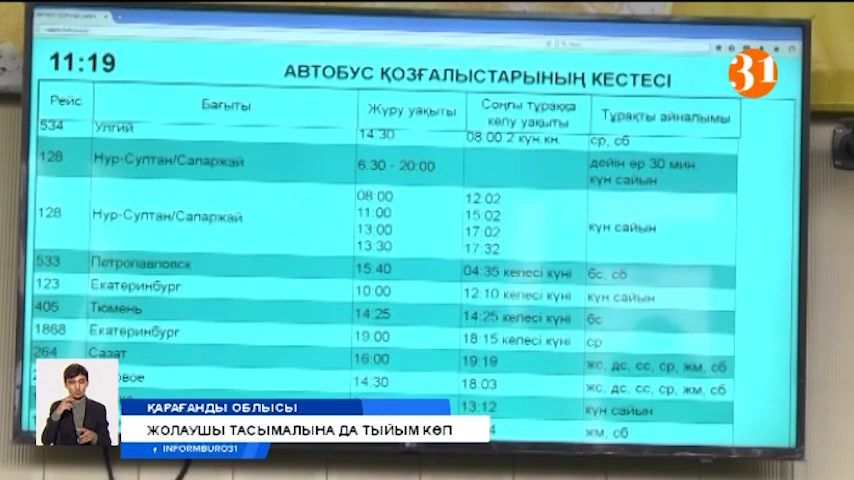 11:19
АВТОБУС ҚОЗҒАЛЫСТАРЫНЫҢ КЕСТЕСІ
31
Рейс Бағыты Жүру уақыты Соңғы тұраққа келу уақыты Тұрақты айналымы
534 Улгий 14:30 08.00 2 күн.кн. ср, сб
128 Нур-Султан/Сапаржай 6.30 - 20:00 дейін әр 30 мин. күн сайын
128 Нур-Султан/Сапаржай 08:00 12.02 күн сайын
11:00 15:02
13:00 17:02
13:30 17:32
533 Петропавловск 15:40 04:35 келесі күні бс, сб
123 Екатеринбург 10:00 12:10 келесі күні күн сайын
405 Тюмень 14:25 14:25 келесі күні бс
1868 Екатеринбург 19:00 18:15 келесі күні ср
264 Сазат 16:00 19:19 жс, дс, сс, ср, жм, сб
14:30 18.03 жс, дс, сс, ср, жм, сб
13:12 күн сайын
жм, сб
ҚАРАҒАНДЫ ОБЛЫСЫ
ЖОЛАУШЫ ТАСЫМАЛЫНА ДА ТЫЙЫМ КӨП
f INFORMBURO31